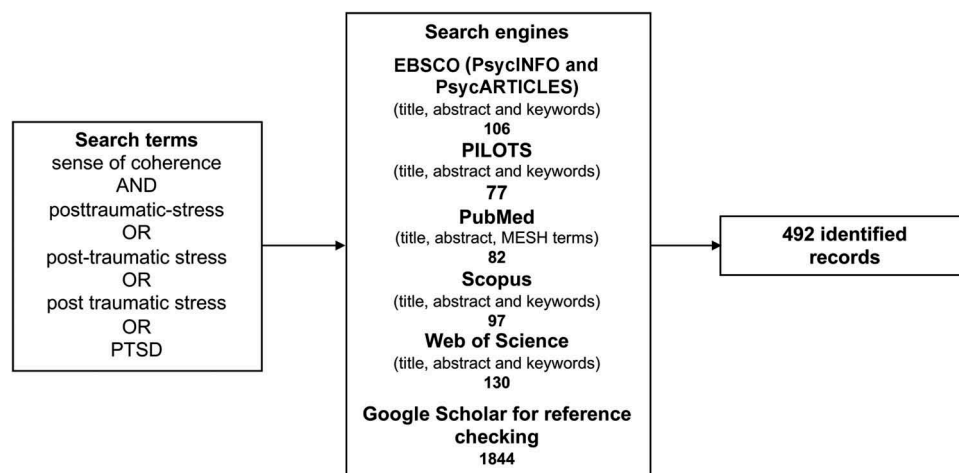 Search terms
sense of coherence
AND
posttraumatic-stress
OR
post-traumatic stress
OR
post traumatic stress
OR
PTSD
Search engines
EBSCO (PsycINFO and
PsycARTICLES)
(title, abstract and keywords)
106
PILOTS
(title, abstract and keywords)
77
PubMed
(title, abstract, MESH terms)
82
Scopus
(title, abstract and keywords)
97
Web of Science
(title, abstract and keywords)
130
Google Scholar for reference
checking
1844
492 identified
records